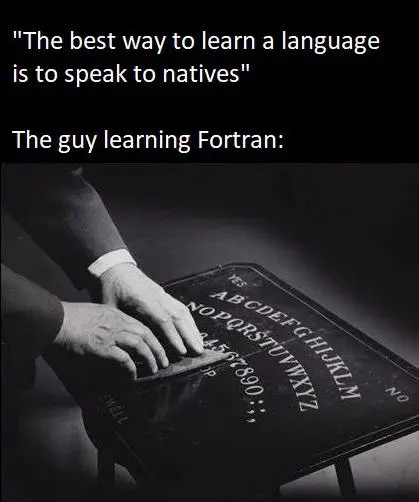 "The best way to learn a language
is to speak to natives"
The guy learning Fortran:
YES
ABCDEFGHIJKLM
NO
NOPQRSTUVWXYZ
567890:;,